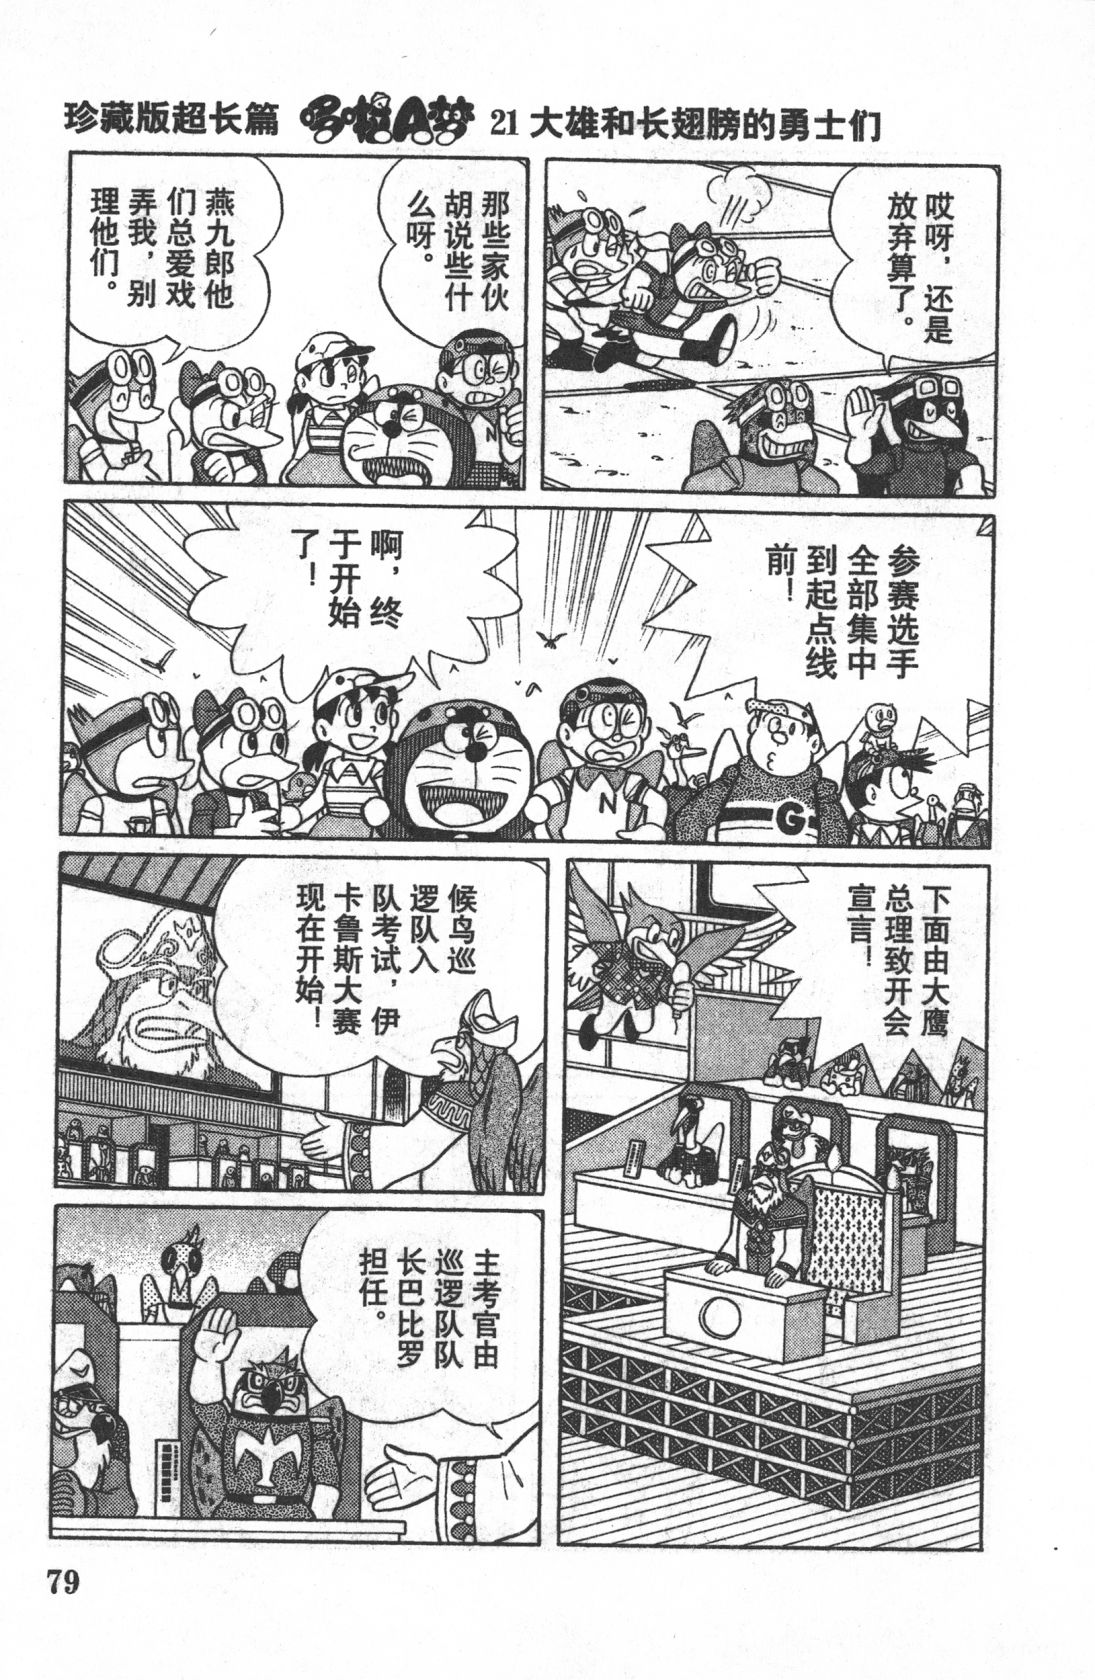 珍藏版超长篇 哆啦A梦 21 大雄和长翅膀的勇士们
哎呀，还是
放弃算了。
那些家伙
胡说些什
么呀。
燕九郎他
们总爱戏
弄我，别
理他们。
参赛选手
全部集中
到起点线
前！
啊，终
于开始
了！
N
G
下面由大鹰
总理致开会
宣言！
候鸟巡
逻队入
队考试，伊
卡鲁斯大赛
现在开始！
主考官由
巡逻队队
长巴比罗
担任。
79